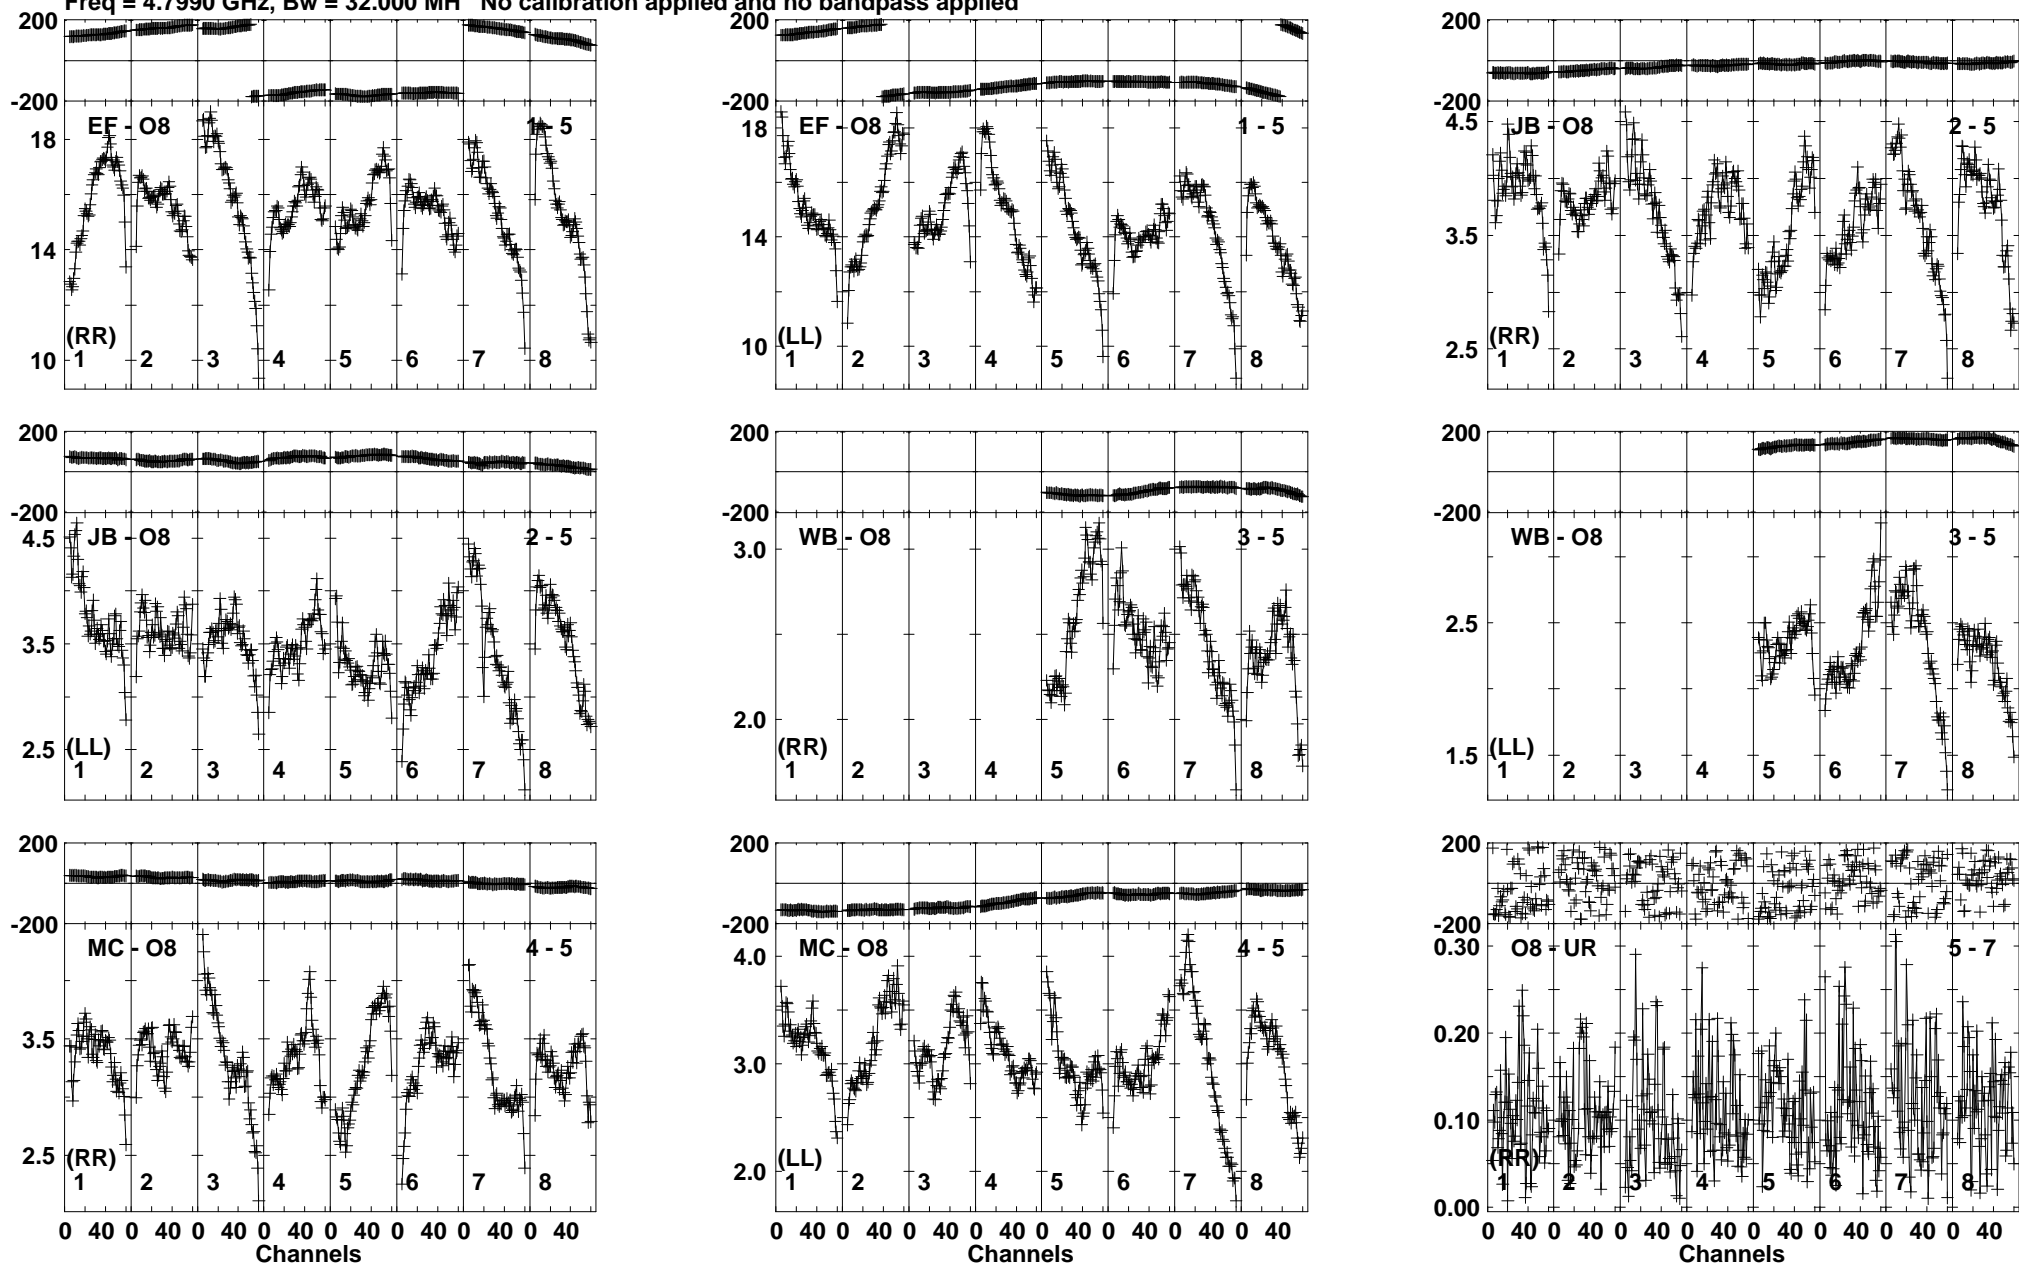 Freq = 4.7990 GHz, Bw = 32.000 MH No calibration applied and no bandpass applied
200 200 200
-200 -200 -200
EF - O8 1 - 5 EF - O8 1 - 5 JB - O8 2 - 5
18 18 4.5
14 14 3.5
10 10 2.5
(RR) (LL) (RR)
1 2 3 4 5 6 7 8 1 2 3 4 5 6 7 8 1 2 3 4 5 6 7 8
200 200 200
-200 -200 -200
JB - O8 2 - 5 WB - O8 3 - 5 WB - O8 3 - 5
4.5 3.0
3.5 2.5
2.5 2.0 1.5
(LL) (RR) (LL)
1 2 3 4 5 6 7 8 1 2 3 4 5 6 7 8 1 2 3 4 5 6 7 8
200 200 200
-200 -200 -200
MC - O8 4 - 5 MC - O8 4 - 5 O8 - UR 5 - 7
4.0 0.30
3.5 3.0 0.20
2.5 2.0 0.10
0.00
(RR) (LL) (RR)
1 2 3 4 5 6 7 8 1 2 3 4 5 6 7 8 1 2 3 4 5 6 7 8
0 40 0 40 0 40 0 40 0 40 0 40 0 40 0 40 0 40 0 40 0 40 0 40 0 40 0 40 0 40 0 40 0 40 0 40 0 40 0 40 0 40 0 40 0 40 0 40
Channels Channels Channels